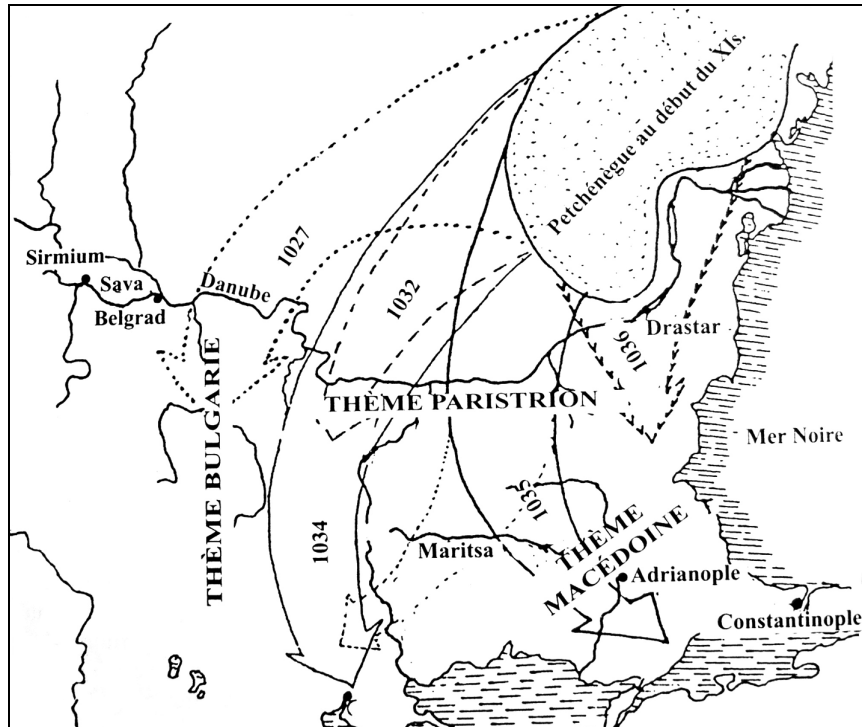 Petchénègue au début du XIs.
1027
Sirmium
Sava
Danube
Belgrad
1032
Drastar
1036
THÈME PARISTRION
Mer Noire
THÈME BULGARIE
1035
1034
Maritsa
THÈME
MACÉDOINE
Adrianople
Constantinople